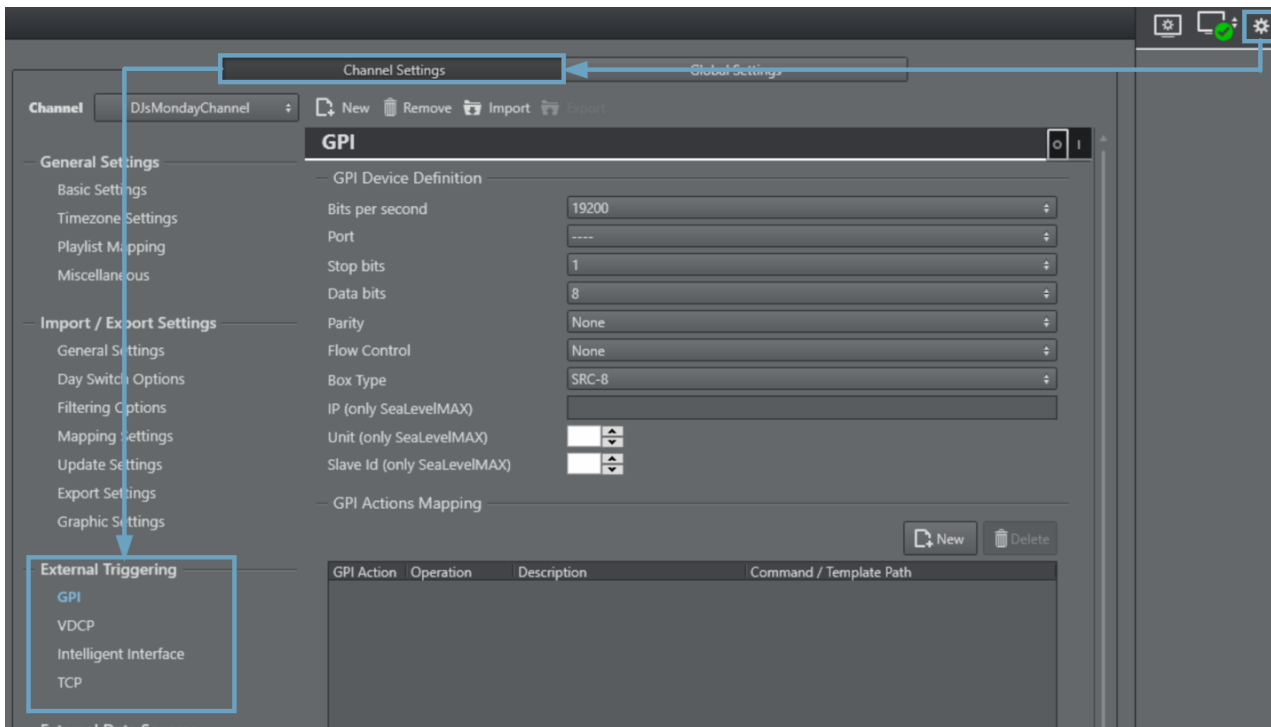 Channel Settings
Global Settings
Channel DJsMondayChannel
New Remove Import Export
GPI
O I
General Settings
Basic Settings
Timezone Settings
Playlist Mapping
Miscellaneous
Import / Export Settings
General Settings
Day Switch Options
Filtering Options
Mapping Settings
Update Settings
Export Settings
Graphic Settings
External Triggering
GPI
VDCP
Intelligent Interface
TCP
GPI Device Definition
Bits per second 19200
Port ----
Stop bits 1
Data bits 8
Parity None
Flow Control None
Box Type SRC-8
IP (only SeaLevelMAX)
Unit (only SeaLevelMAX)
Slave Id (only SeaLevelMAX)
GPI Actions Mapping
New Delete
GPI Action Operation Description Command / Template Path